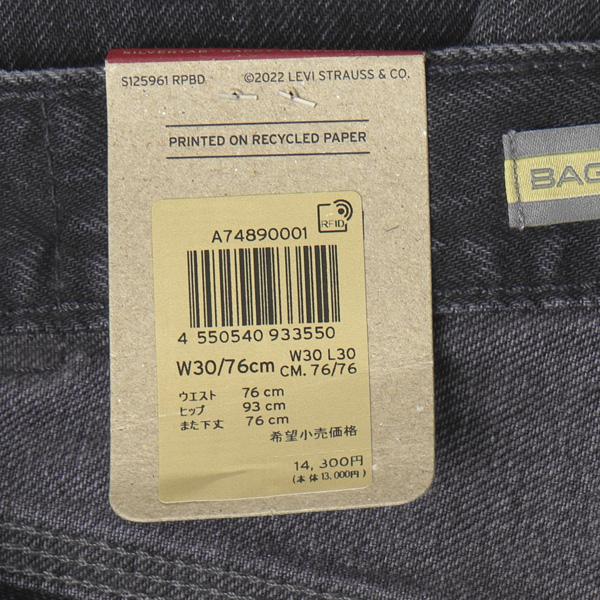 SILVERTAB
S125961 RPBD ©2022 LEVI STRAUSS & CO.
PRINTED ON RECYCLED PAPER
RFID
BAG
A74890001
4 550540 933550
W30/76cm W30 L30
CM. 76/76
ウエスト 76 cm
ヒップ 93 cm
また下丈 76 cm
希望小売価格
14,300円
(本体13,000円)